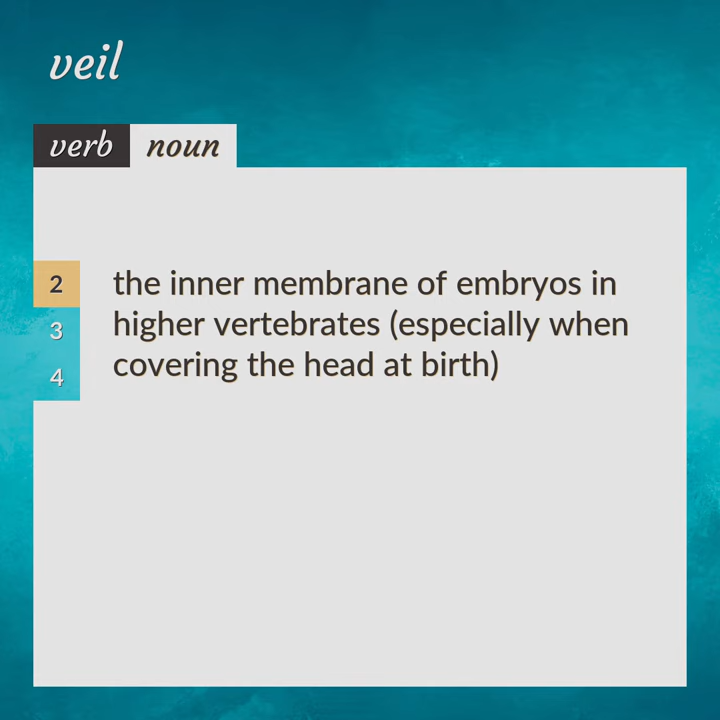 veil
verb noun
2
the inner membrane of embryos in
higher vertebrates (especially when
covering the head at birth)
3
4